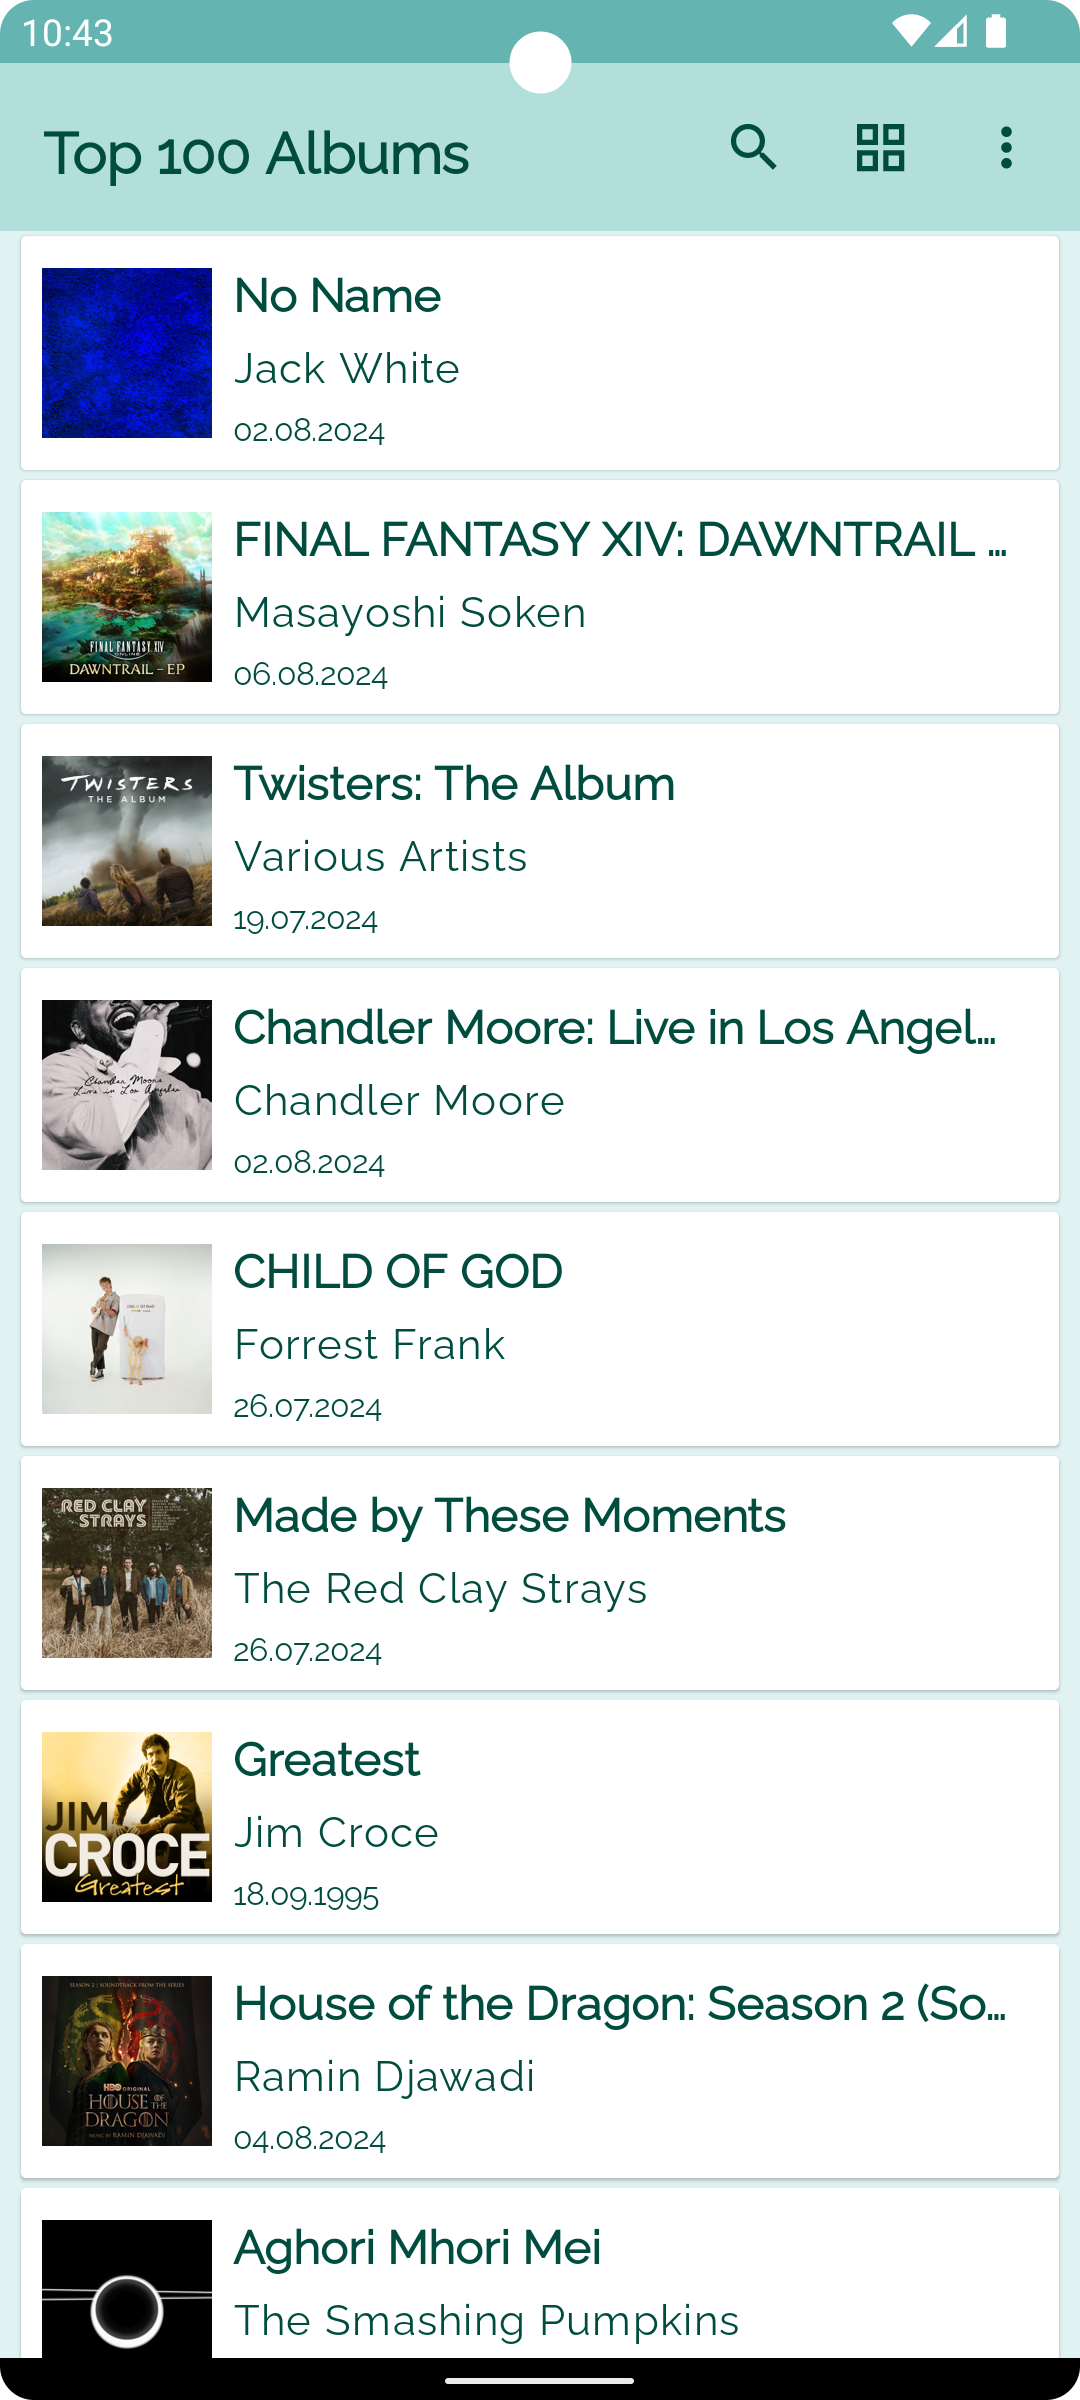 10:43
Top 100 Albums
No Name
Jack White
02.08.2024
FINAL FANTASY XIV: DAWNTRAIL ...
Masayoshi Soken
06.08.2024
FINAL FANTASY XIV
ONLINE
DAWNTRAIL - EP
Twisters: The Album
Various Artists
19.07.2024
TWISTERS
THE ALBUM
Chandler Moore: Live in Los Angel...
Chandler Moore
02.08.2024
Chandler Moore
Live in Los Angeles
CHILD OF GOD
Forrest Frank
26.07.2024
Made by These Moments
The Red Clay Strays
26.07.2024
RED CLAY
STRAYS
Greatest
Jim Croce
18.09.1995
JIM
CROCE
Greatest
House of the Dragon: Season 2 (So...
Ramin Djawadi
04.08.2024
SEASON 2 | SOUNDTRACK FROM THE SERIES
HBO ORIGINAL
HOUSE OF THE
DRAGON
MUSIC BY RAMIN DJAWADI
Aghori Mhori Mei
The Smashing Pumpkins